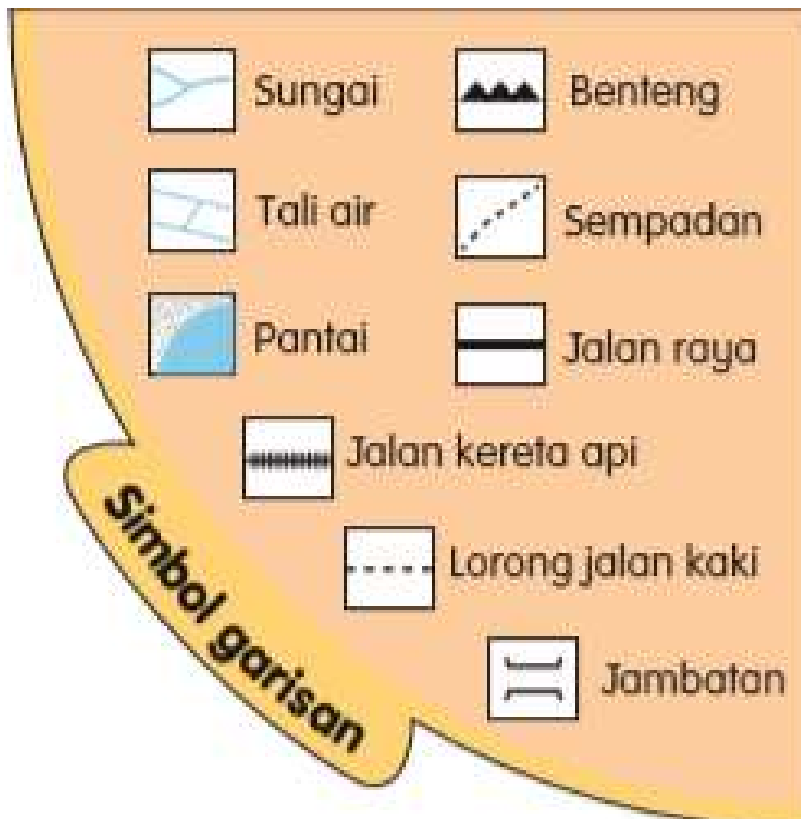 Sungai
Benteng
Tali air
Sempadan
Pantai
Jalan raya
Jalan kereta api
Lorong jalan kaki
Jambatan
Simbol garisan